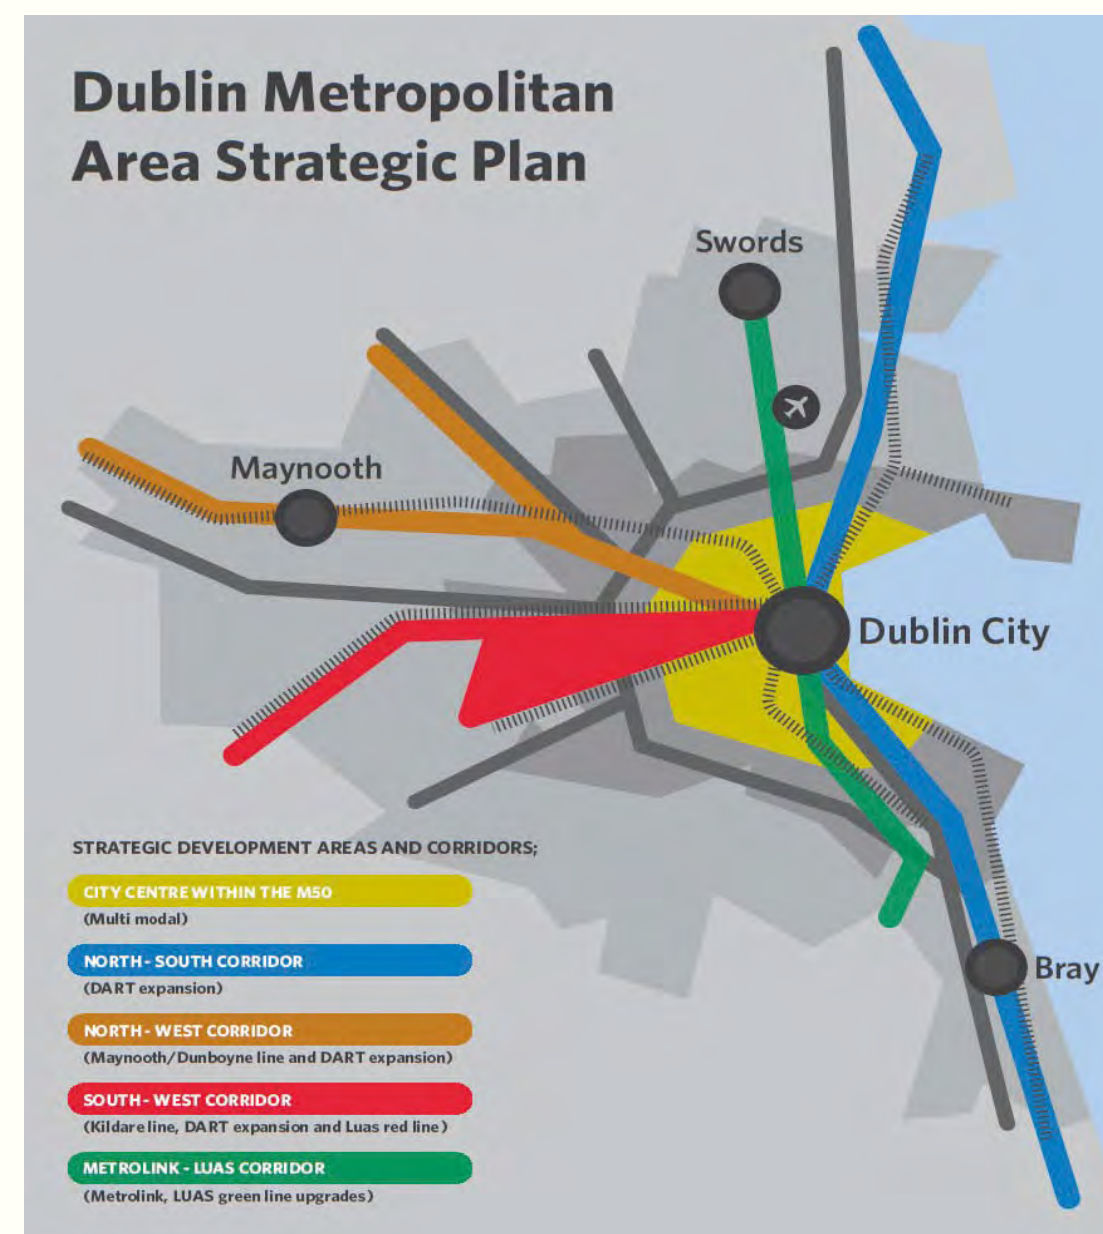 Dublin Metropolitan
Area Strategic Plan
Swords
Maynooth
Dublin City
Bray
STRATEGIC DEVELOPMENT AREAS AND CORRIDORS;
CITY CENTRE WITHIN THE M50
(Multi modal)
NORTH - SOUTH CORRIDOR
(DART expansion)
NORTH - WEST CORRIDOR
(Maynooth/Dunboyne line and DART expansion)
SOUTH - WEST CORRIDOR
(Kildare line, DART expansion and Luas red line)
METROLINK - LUAS CORRIDOR
(Metrolink, LUAS green line upgrades)